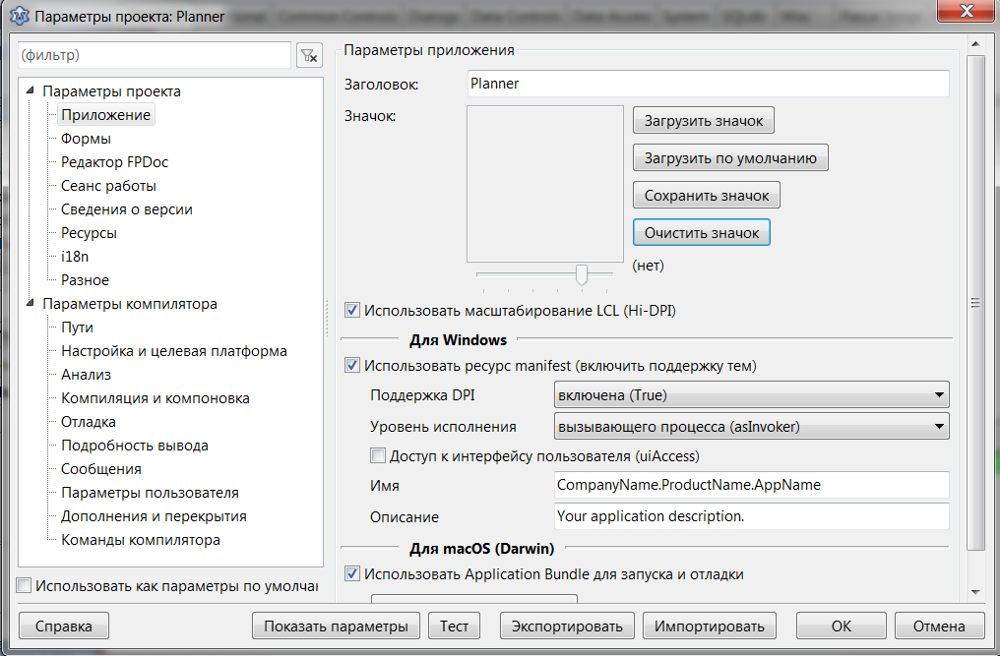 Параметры проекта: Planner
(фильтр)
Параметры проекта
Приложение
Формы
Редактор FPDoc
Сеанс работы
Сведения о версии
Ресурсы
i18n
Разное
Параметры компилятора
Пути
Настройка и целевая платформа
Анализ
Компиляция и компоновка
Отладка
Подробность вывода
Сообщения
Параметры пользователя
Дополнения и перекрытия
Команды компилятора
Использовать как параметры по умолчан
Параметры приложения
Заголовок: Planner
Значок:
Загрузить значок
Загрузить по умолчанию
Сохранить значок
Очистить значок
(нет)
Использовать масштабирование LCL (Hi-DPI)
Для Windows
Использовать ресурс manifest (включить поддержку тем)
Поддержка DPI включена (True)
Уровень исполнения вызывающего процесса (asInvoker)
Доступ к интерфейсу пользователя (uiAccess)
Имя CompanyName.ProductName.AppName
Описание Your application description.
Для macOS (Darwin)
Использовать Application Bundle для запуска и отладки
Справка Показать параметры Тест Экспортировать Импортировать ОК Отмена